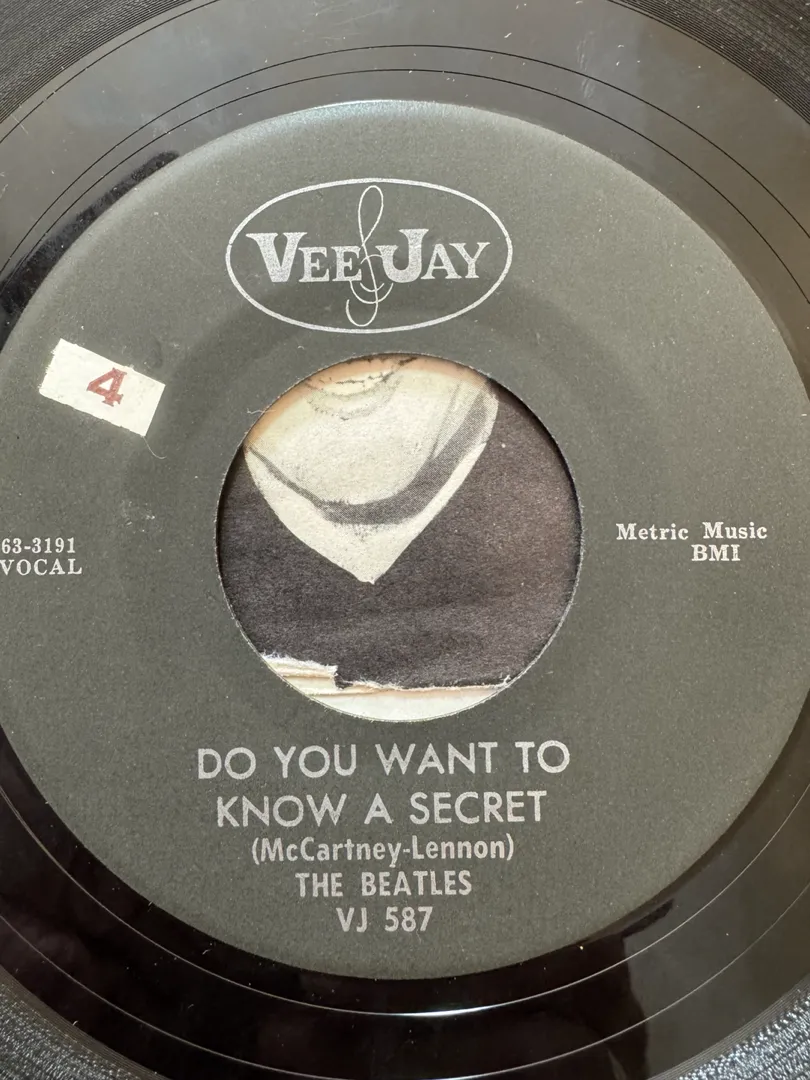 VEE JAY
4
63-3191
VOCAL
Metric Music
BMI
DO YOU WANT TO
KNOW A SECRET
(McCartney-Lennon)
THE BEATLES
VJ 587